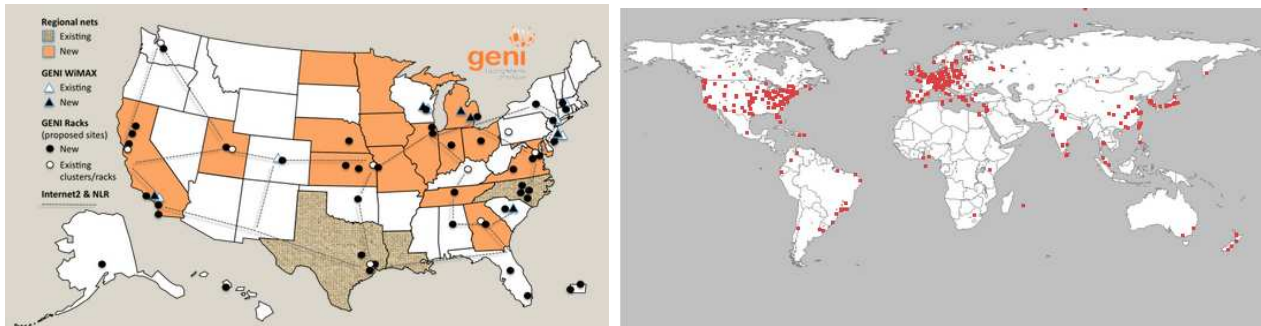 Regional nets
Existing
New
GENI WiMAX
Existing
New
GENI Racks
(proposed sites)
New
Existing
clusters/racks
Internet2 & NLR
geni